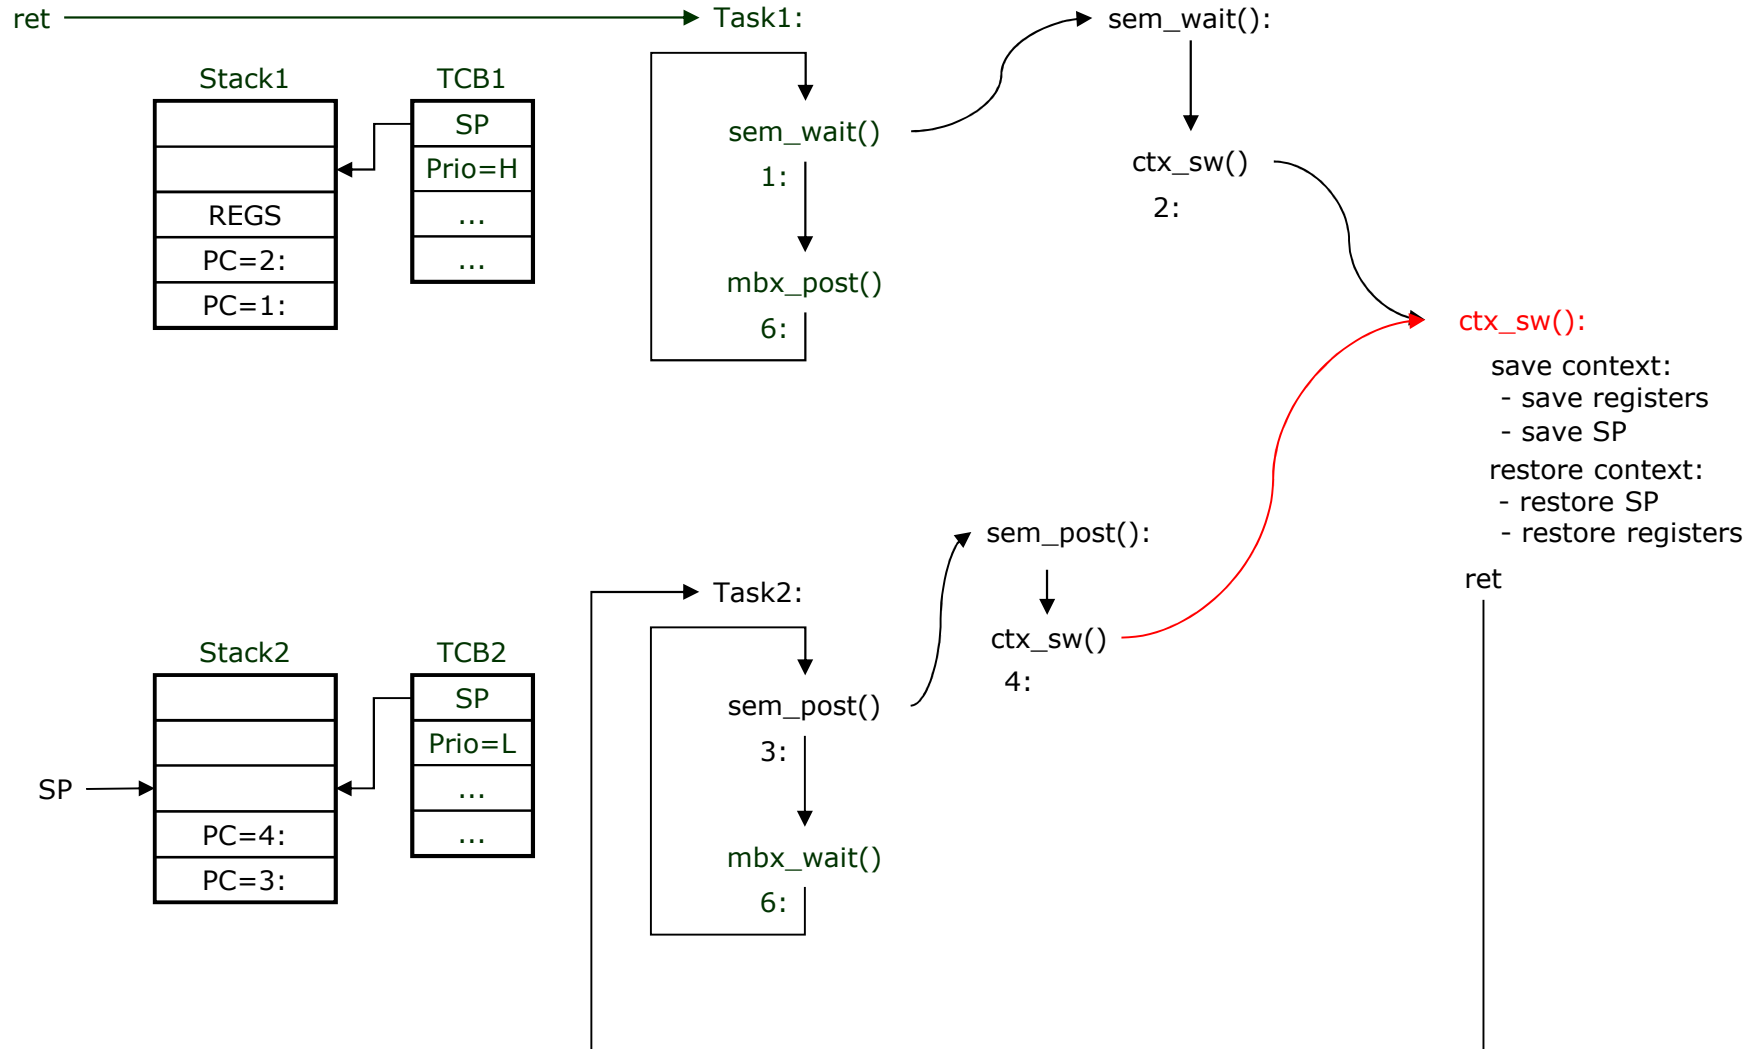 ret
Task1:
sem_wait():
Stack1
TCB1
SP
Prio=H
...
...
REGS
PC=2:
PC=1:
sem_wait()
1:
mbx_post()
6:
ctx_sw()
2:
ctx_sw():
save context:
- save registers
- save SP
restore context:
- restore SP
- restore registers
ret
sem_post():
ctx_sw()
4:
Task2:
Stack2
TCB2
SP
Prio=L
...
...
SP
PC=4:
PC=3:
sem_post()
3:
mbx_wait()
6: